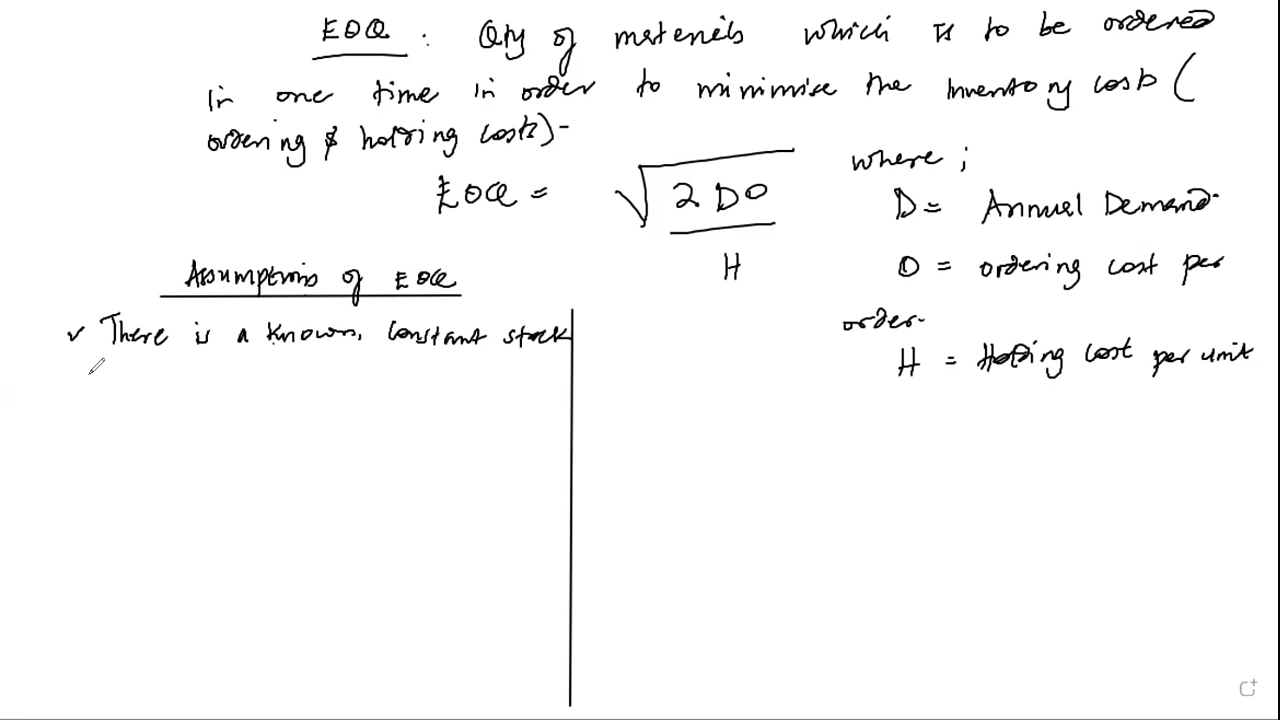 EOQ : Qty of materials which is to be ordered
in one time in order to minimise the Inventory costs (
ordering & holding costs)-
EOQ = √ 2 D O
H
where ;
D = Annual Demand.
O = ordering cost per
order.
H = Holding cost per unit
Assumptions of EOQ
✓ There is a known, constant stock